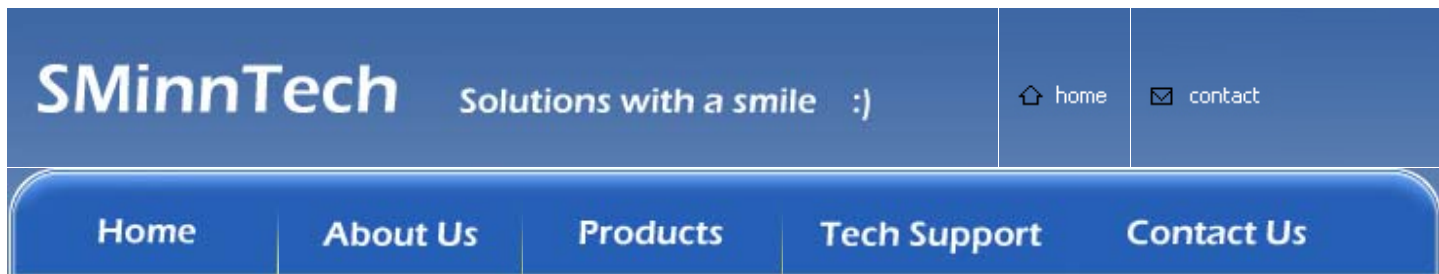 SMinnTech Solutions with a smile :) home contact
Home About Us Products Tech Support Contact Us